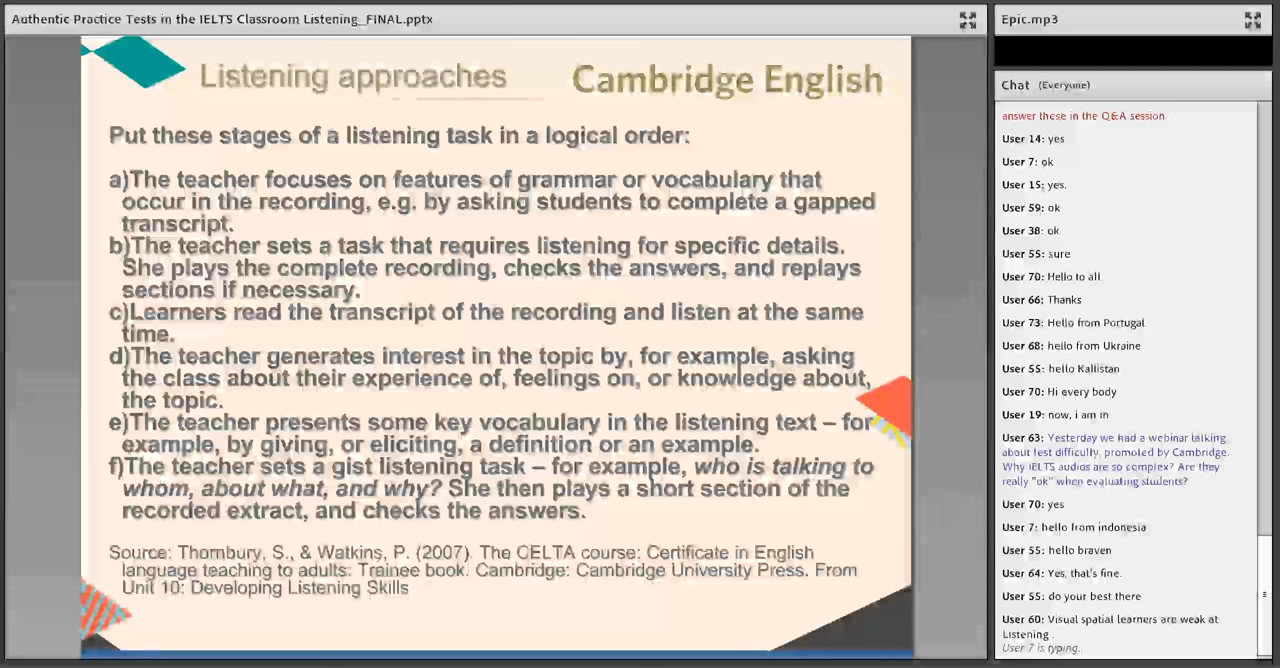 Authentic Practice Tests in the IELTS Classroom Listening_FINAL.pptx
Listening approaches
Cambridge English
Put these stages of a listening task in a logical order:
a)The teacher focuses on features of grammar or vocabulary that
occur in the recording, e.g. by asking students to complete a gapped
transcript.
b)The teacher sets a task that requires listening for specific details.
She plays the complete recording, checks the answers, and replays
sections if necessary.
c)Learners read the transcript of the recording and listen at the same
time.
d)The teacher generates interest in the topic by, for example, asking
the class about their experience of, feelings on, or knowledge about,
the topic.
e)The teacher presents some key vocabulary in the listening text – for
example, by giving, or eliciting, a definition or an example.
f)The teacher sets a gist listening task – for example, who is talking to
whom, about what, and why? She then plays a short section of the
recorded extract, and checks the answers.
Source: Thornbury, S., & Watkins, P. (2007). The CELTA course: Certificate in English
language teaching to adults: Trainee book. Cambridge: Cambridge University Press. From
Unit 10: Developing Listening Skills
Epic.mp3
Chat (Everyone)
answer these in the Q&A session.
User 14: yes
User 7: ok
User 15: yes.
User 59: ok
User 38: ok
User 55: sure
User 70: Hello to all
User 66: Thanks
User 73: Hello from Portugal
User 68: hello from Ukraine
User 55: hello Kallistan
User 70: Hi every body
User 19: now, i am in
User 63: Yesterday we had a webinar talking
about test difficulty, promoted by Cambridge.
Why IELTS audios are so complex? Are they
really "ok" when evaluating students?
User 70: yes
User 7: hello from indonesia
User 55: hello braven
User 64: Yes, that's fine.
User 55: do your best there
User 60: Visual spatial learners are weak at
Listening .
User 7 is typing..